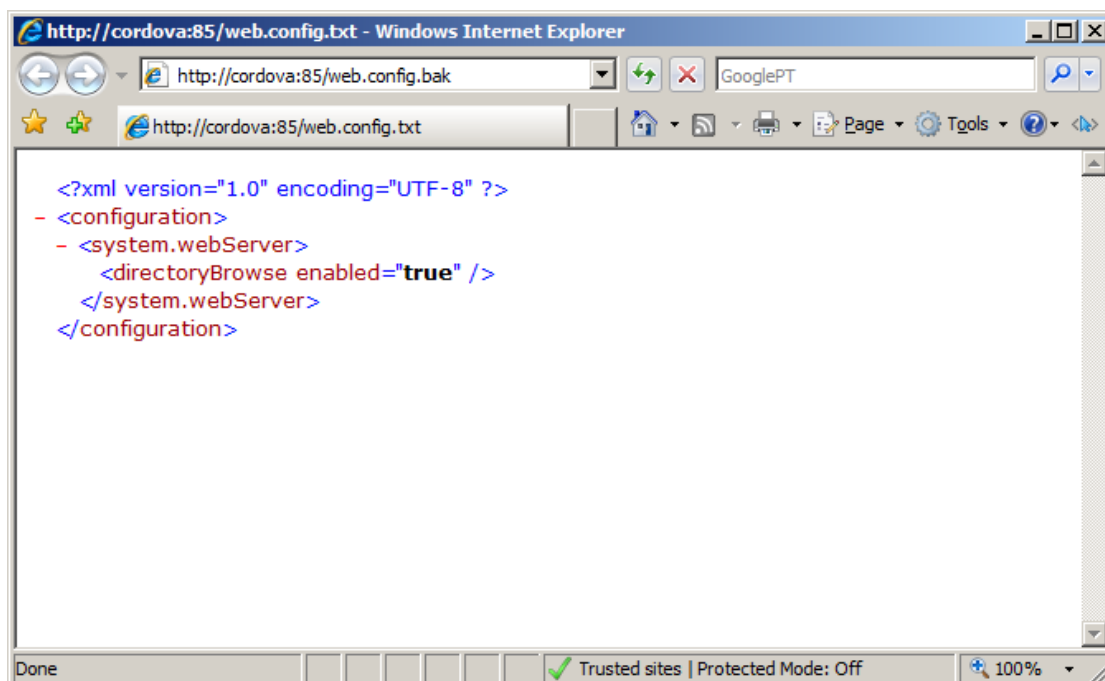 http://cordova:85/web.config.txt - Windows Internet Explorer
http://cordova:85/web.config.bak
GooglePT
http://cordova:85/web.config.txt
Page
Tools
<?xml version="1.0" encoding="UTF-8" ?>
- <configuration>
- <system.webServer>
<directoryBrowse enabled="true" />
</system.webServer>
</configuration>
Done
Trusted sites | Protected Mode: Off
100%